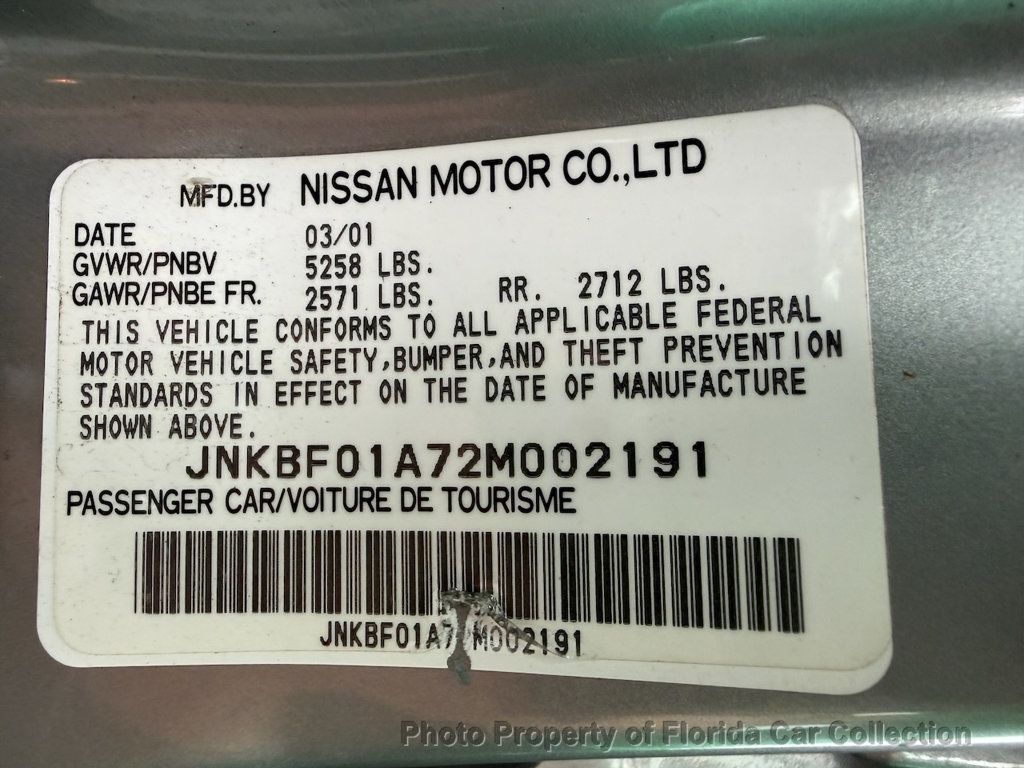 MFD.BY NISSAN MOTOR CO.,LTD
DATE 03/01
GVWR/PNBV 5258 LBS.
GAWR/PNBE FR. 2571 LBS. RR. 2712 LBS.
THIS VEHICLE CONFORMS TO ALL APPLICABLE FEDERAL
MOTOR VEHICLE SAFETY,BUMPER,AND THEFT PREVENTION
STANDARDS IN EFFECT ON THE DATE OF MANUFACTURE
SHOWN ABOVE.
JNKBF01A72M002191
PASSENGER CAR/VOITURE DE TOURISME
JNKBF01A72M002191
Photo Property of Florida Car Collection